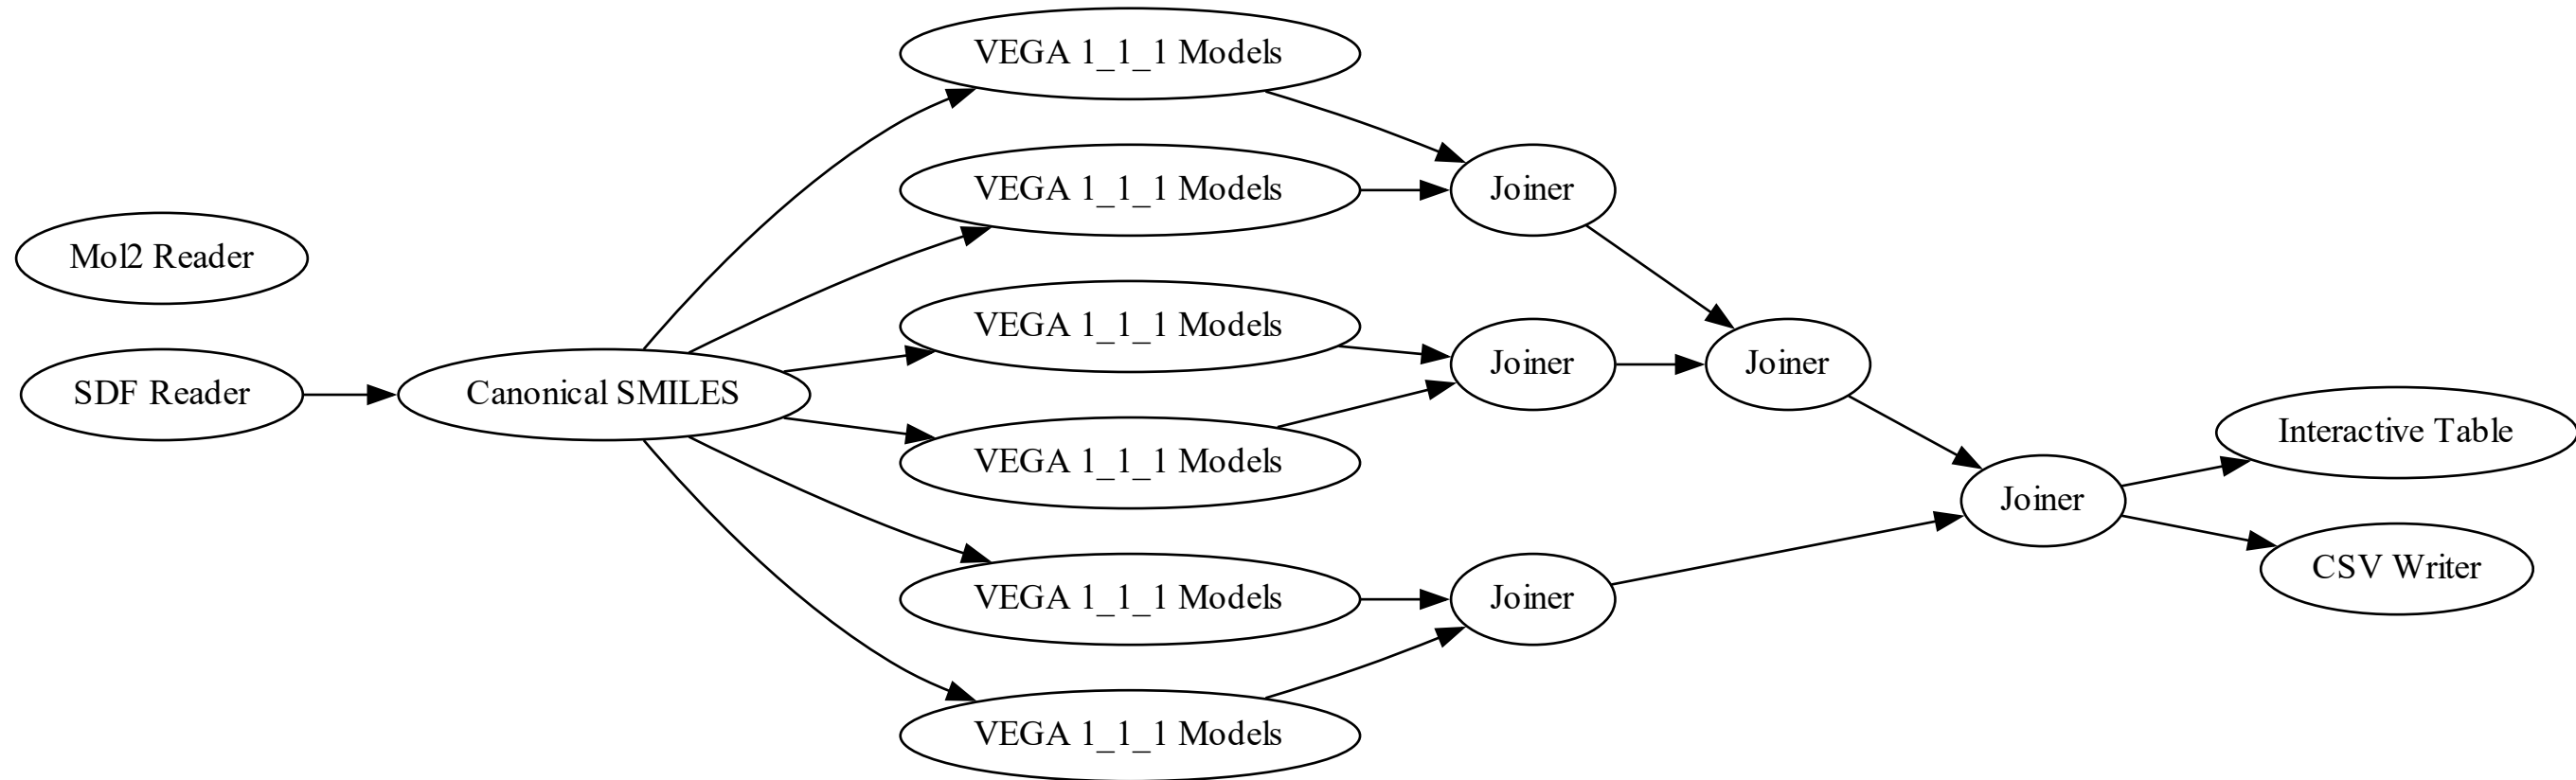 Mol2 Reader
SDF Reader
Canonical SMILES
VEGA 1_1_1 Models
VEGA 1_1_1 Models
VEGA 1_1_1 Models
VEGA 1_1_1 Models
VEGA 1_1_1 Models
VEGA 1_1_1 Models
Joiner
Joiner
Joiner
Joiner
Joiner
Interactive Table
CSV Writer